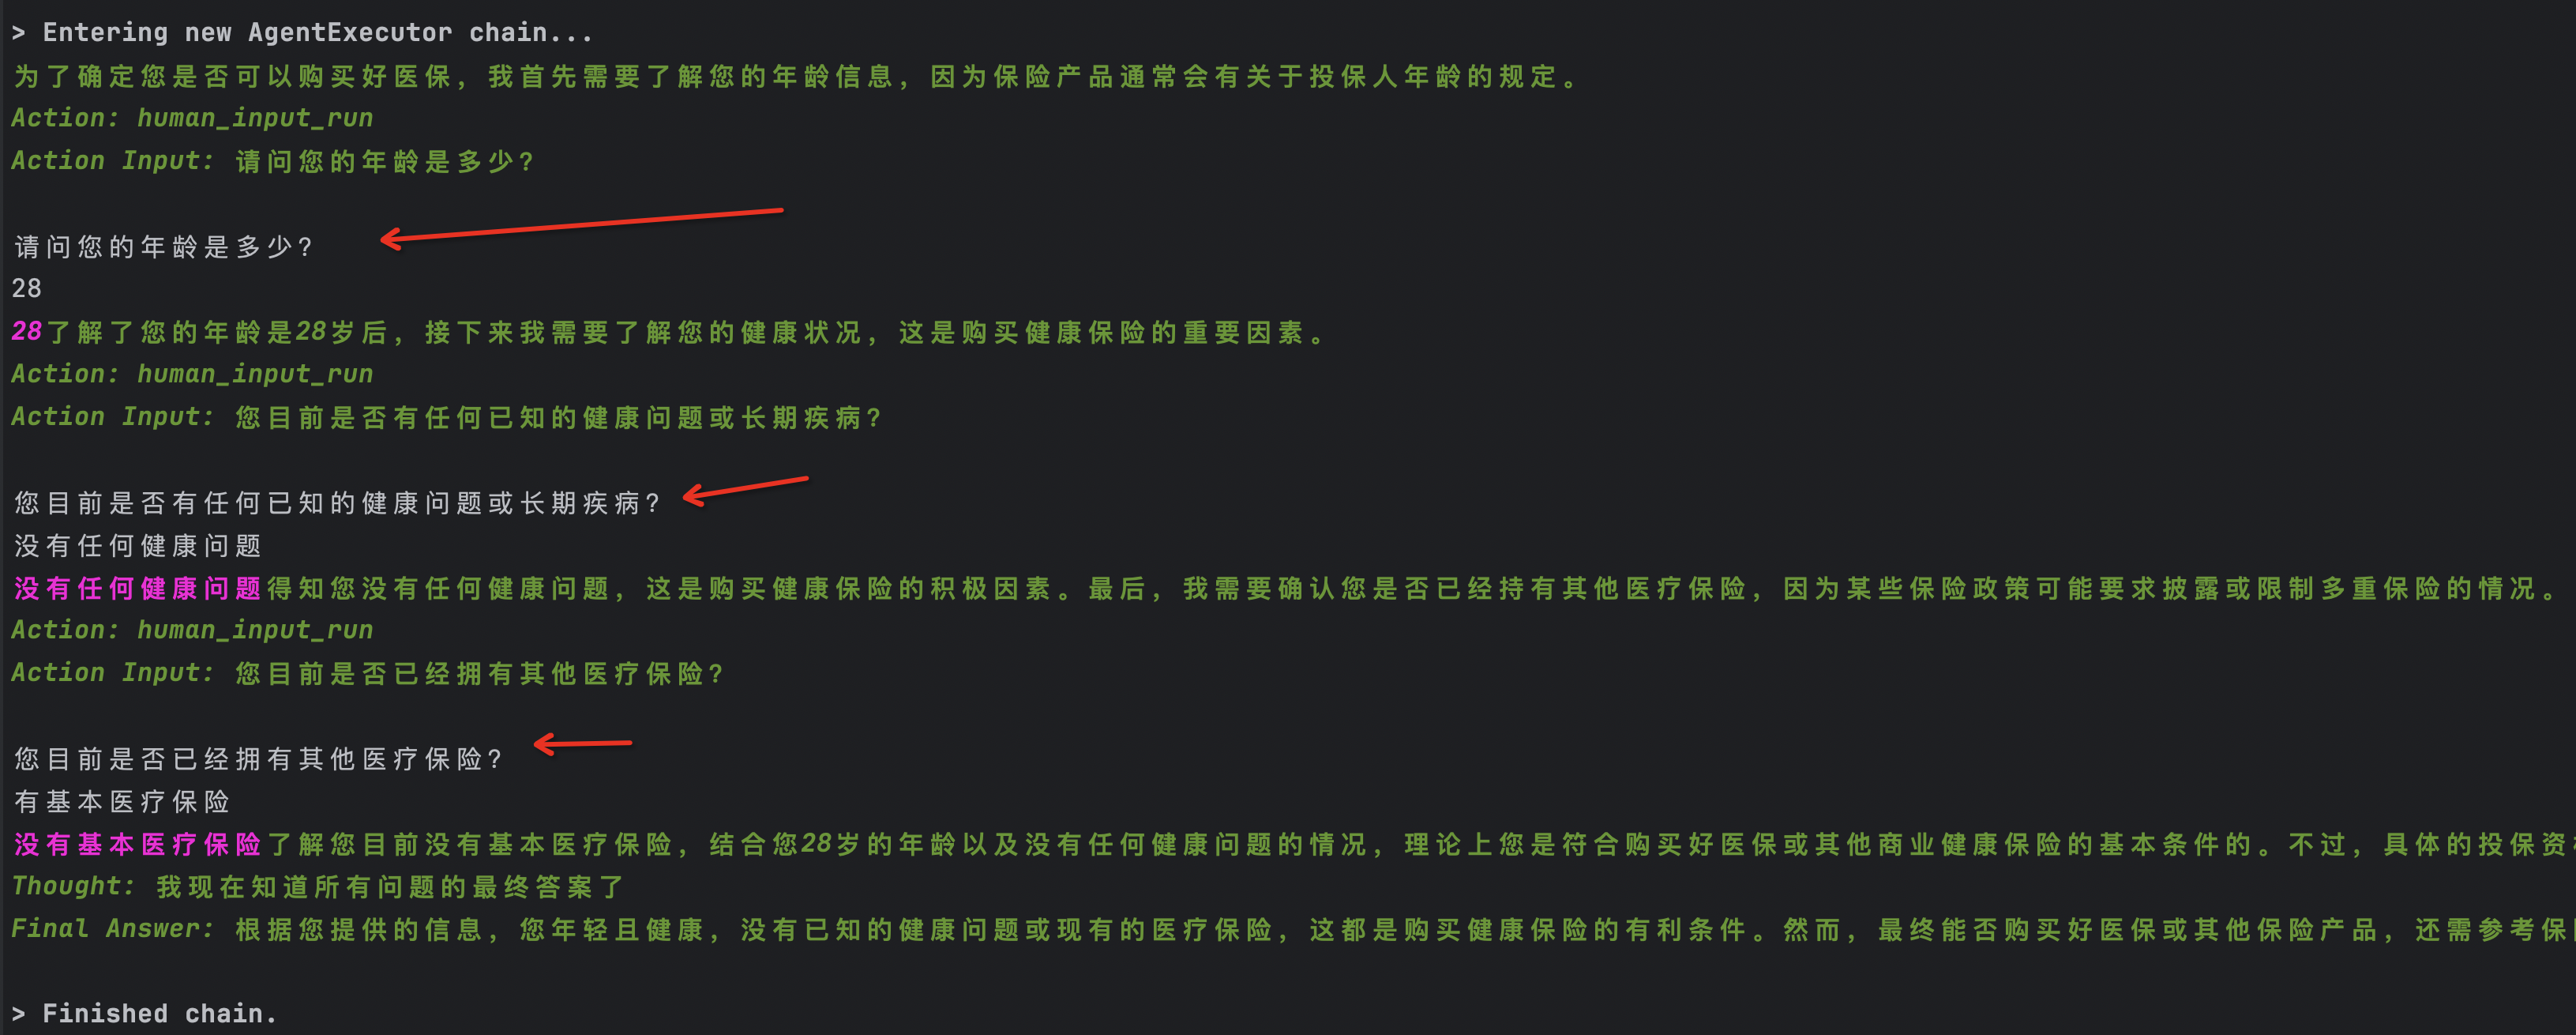 > Entering new AgentExecutor chain...
为了确定您是否可以购买好医保，我首先需要了解您的年龄信息，因为保险产品通常会有关于投保人年龄的规定。
Action: human_input_run
Action Input: 请问您的年龄是多少？
请问您的年龄是多少？
28
28了解了您的年龄是28岁后，接下来我需要了解您的健康状况，这是购买健康保险的重要因素。
Action: human_input_run
Action Input: 您目前是否有任何已知的健康问题或长期疾病？
您目前是否有任何已知的健康问题或长期疾病？
没有任何健康问题
没有任何健康问题得知您没有任何健康问题，这是购买健康保险的积极因素。最后，我需要确认您是否已经持有其他医疗保险，因为某些保险政策可能要求披露或限制多重保险的情况。
Action: human_input_run
Action Input: 您目前是否已经拥有其他医疗保险？
您目前是否已经拥有其他医疗保险？
有基本医疗保险
没有基本医疗保险了解您目前没有基本医疗保险，结合您28岁的年龄以及没有任何健康问题的情况，理论上您是符合购买好医保或其他商业健康保险的基本条件的。不过，具体的投保资
Thought: 我现在知道所有问题的最终答案了
Final Answer: 根据您提供的信息，您年轻且健康，没有已知的健康问题或现有的医疗保险，这都是购买健康保险的有利条件。然而，最终能否购买好医保或其他保险产品，还需参考保
> Finished chain.